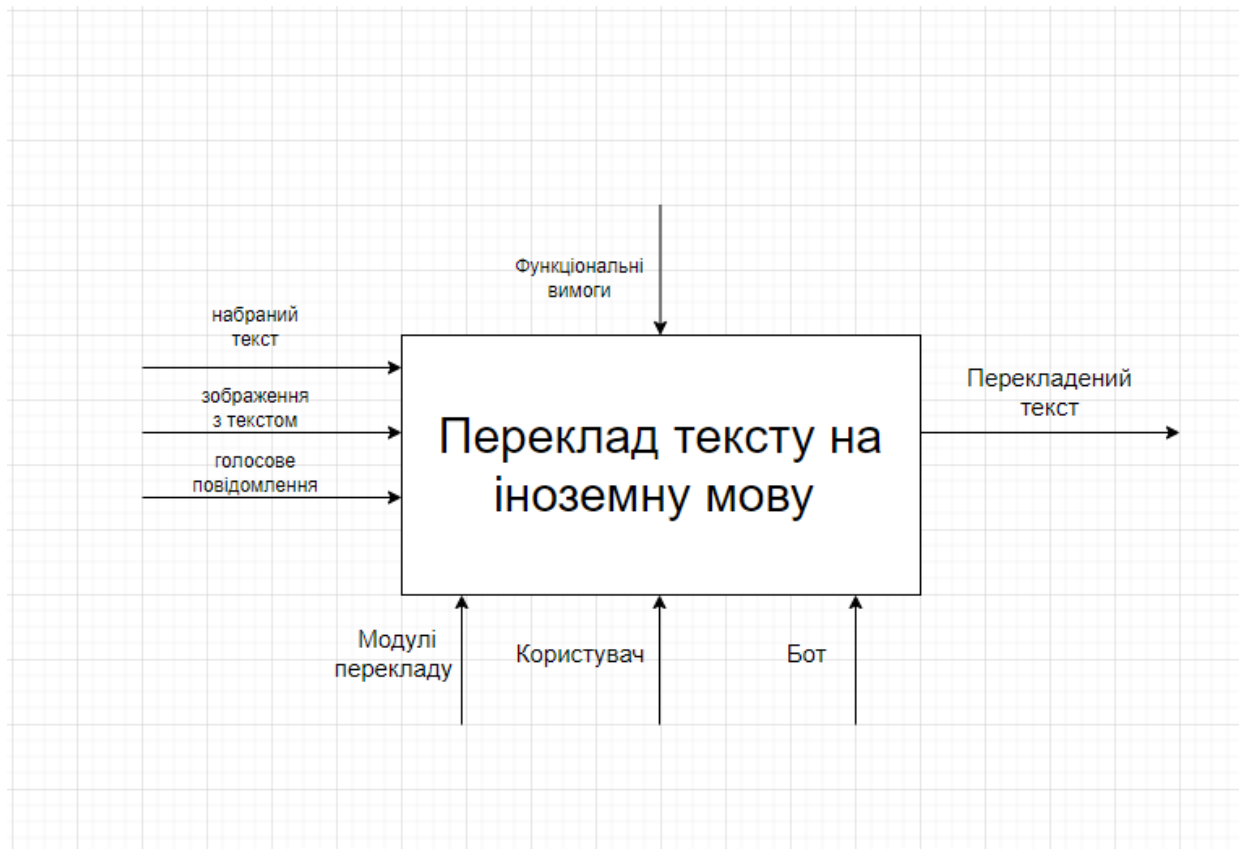 Функціональні
вимоги
набраний
текст
зображення
з текстом
голосове
повідомлення
Переклад тексту на
іноземну мову
Перекладений
текст
Модулі
перекладу
Користувач
Бот